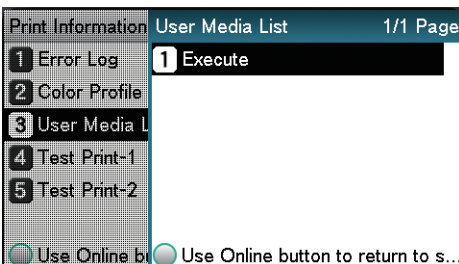 Print Information
1 Error Log
2 Color Profile
3 User Media L
4 Test Print-1
5 Test Print-2
Use Online bu
User Media List 1/1 Page
1 Execute
Use Online button to return to s...